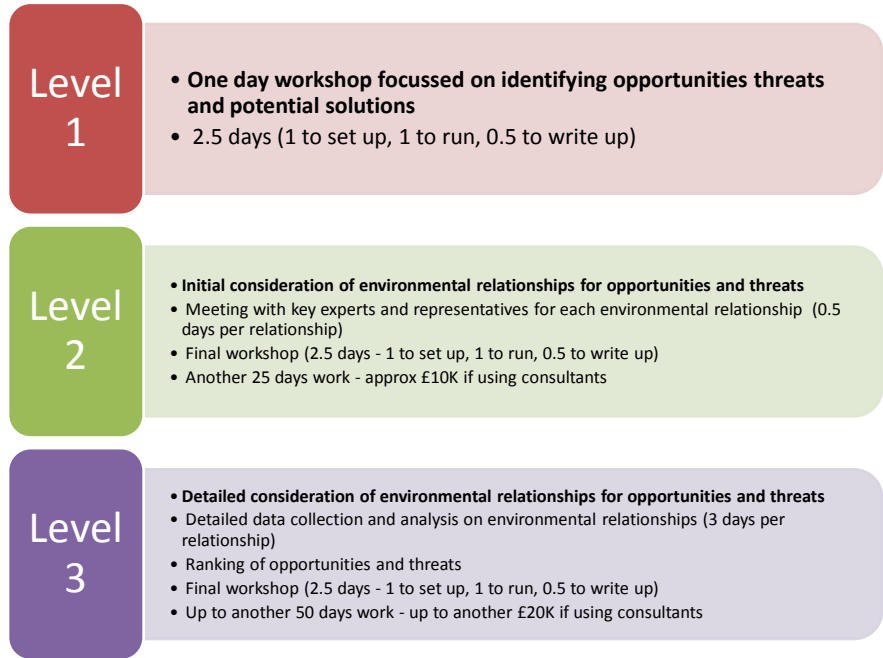 Level
1
• One day workshop focussed on identifying opportunities threats
and potential solutions
• 2.5 days (1 to set up, 1 to run, 0.5 to write up)
Level
2
• Initial consideration of environmental relationships for opportunities and threats
• Meeting with key experts and representatives for each environmental relationship (0.5
days per relationship)
• Final workshop (2.5 days - 1 to set up, 1 to run, 0.5 to write up)
• Another 25 days work - approx £10K if using consultants
Level
3
• Detailed consideration of environmental relationships for opportunities and threats
• Detailed data collection and analysis on environmental relationships (3 days per
relationship)
• Ranking of opportunities and threats
• Final workshop (2.5 days - 1 to set up, 1 to run, 0.5 to write up)
• Up to another 50 days work - up to another £20K if using consultants